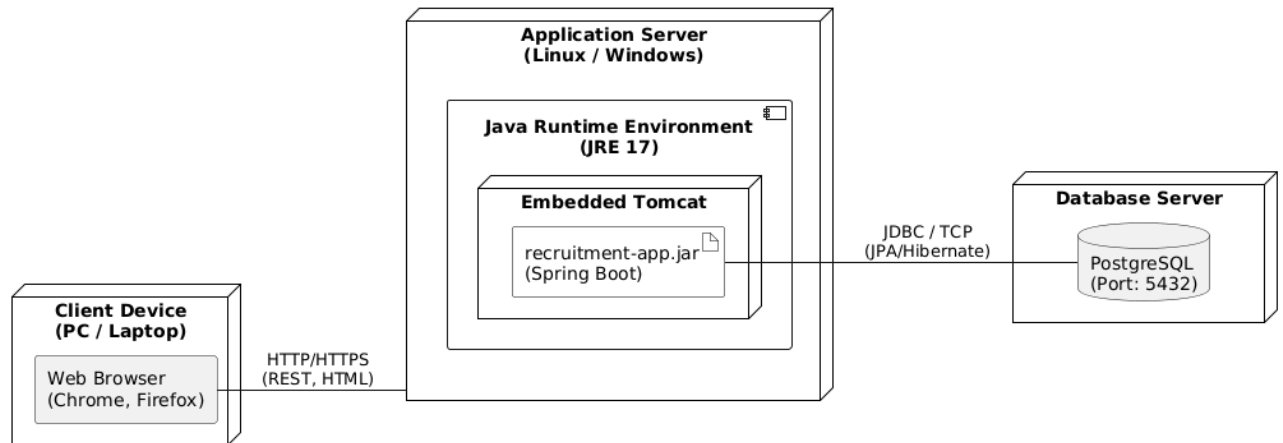 Application Server
(Linux / Windows)
Java Runtime Environment
(JRE 17)
Embedded Tomcat
recruitment-app.jar
(Spring Boot)
JDBC / TCP
(JPA/Hibernate)
Database Server
PostgreSQL
(Port: 5432)
Client Device
(PC / Laptop)
Web Browser
(Chrome, Firefox)
HTTP/HTTPS
(REST, HTML)